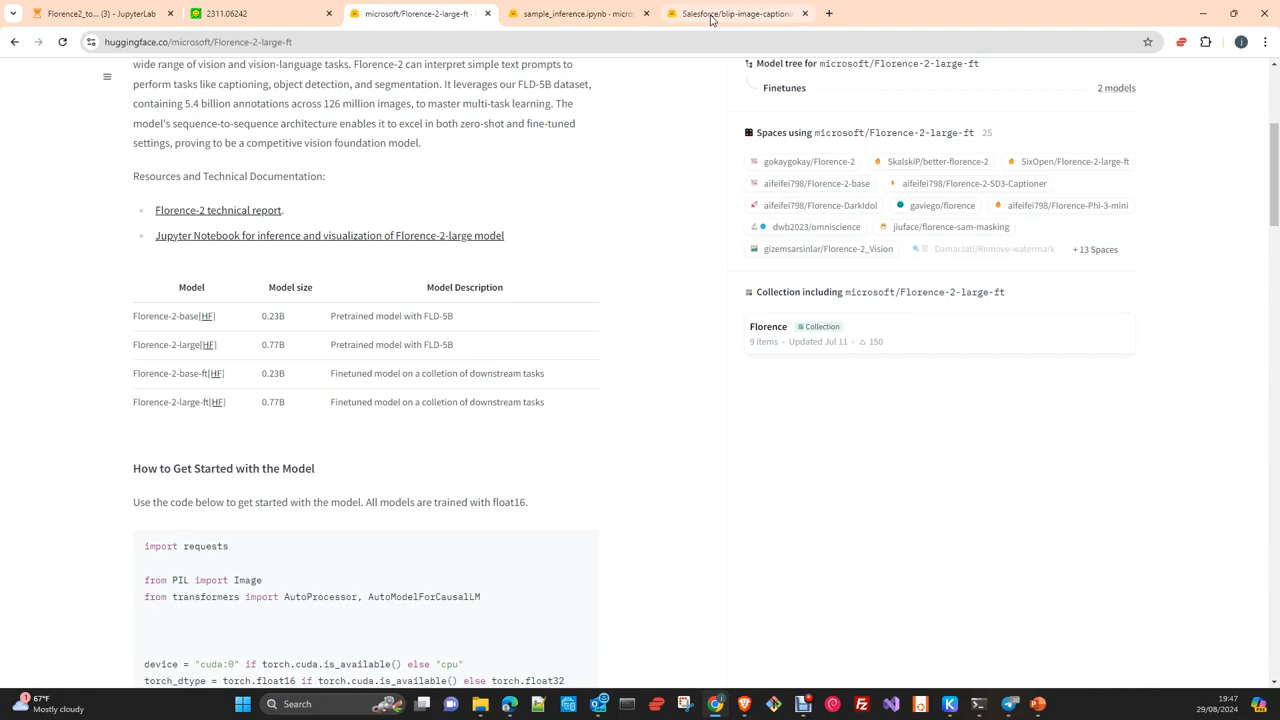 Florence2_to... (3) - JupyterLab
2311.06242
microsoft/Florence-2-large-ft ·
sample_inference.ipynb · micros
Salesforce/blip-image-captioni
huggingface.co/microsoft/Florence-2-large-ft
wide range of vision and vision-language tasks. Florence-2 can interpret simple text prompts to
perform tasks like captioning, object detection, and segmentation. It leverages our FLD-5B dataset,
containing 5.4 billion annotations across 126 million images, to master multi-task learning. The
model's sequence-to-sequence architecture enables it to excel in both zero-shot and fine-tuned
settings, proving to be a competitive vision foundation model.
Resources and Technical Documentation:
Florence-2 technical report.
Jupyter Notebook for inference and visualization of Florence-2-large model
Model Model size Model Description
Florence-2-base[HF] 0.23B Pretrained model with FLD-5B
Florence-2-large[HF] 0.77B Pretrained model with FLD-5B
Florence-2-base-ft[HF] 0.23B Finetuned model on a colletion of downstream tasks
Florence-2-large-ft[HF] 0.77B Finetuned model on a colletion of downstream tasks
How to Get Started with the Model
Use the code below to get started with the model. All models are trained with float16.
import requests
from PIL import Image
from transformers import AutoProcessor, AutoModelForCausalLM
device = "cuda:0" if torch.cuda.is_available() else "cpu"
torch_dtype = torch.float16 if torch.cuda.is_available() else torch.float32
Model tree for microsoft/Florence-2-large-ft
Finetunes 2 models
Spaces using microsoft/Florence-2-large-ft 25
gokaygokay/Florence-2 SkalskiP/better-florence-2 SixOpen/Florence-2-large-ft
aifeifei798/Florence-2-base aifeifei798/Florence-2-SD3-Captioner
aifeifei798/Florence-DarkIdol gaviego/florence aifeifei798/Florence-Phi-3-mini
dwb2023/omniscience jiuface/florence-sam-masking
gizemsarsinlar/Florence-2_Vision DamarJati/Remove-watermark + 13 Spaces
Collection including microsoft/Florence-2-large-ft
Florence Collection
9 items · Updated Jul 11 · 150
67°F
Mostly cloudy
Search
19:47
29/08/2024